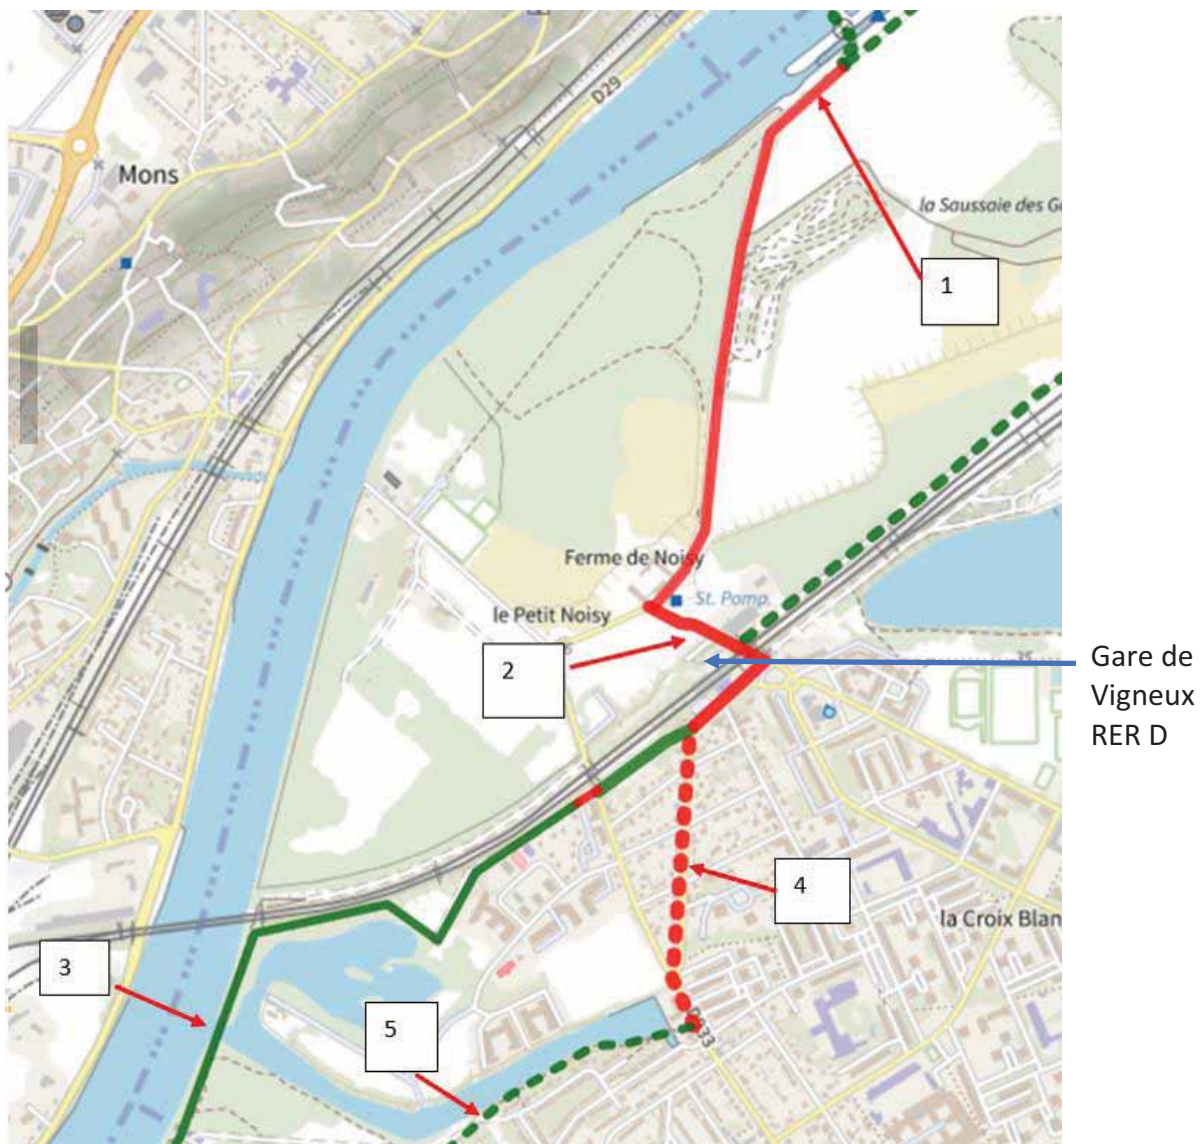 D29
Mons
la Saussaie des G
1
Ferme de Noisy
St. Pomp.
le Petit Noisy
2
35
Gare de
Vigneux
RER D
4
la Croix Blan
3
5